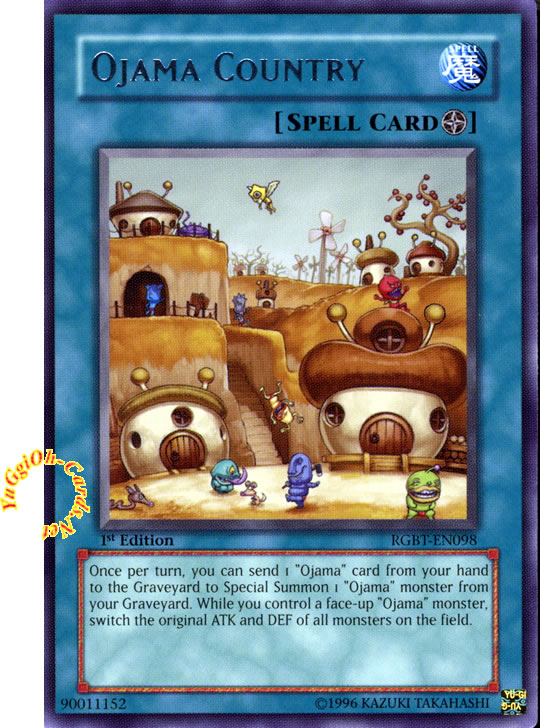 OJAMA COUNTRY
SPELL
魔
[SPELL CARD]
YuGgiOh-Cards.Net
1st Edition
RGBT-EN098
Once per turn, you can send 1 "Ojama" card from your hand
to the Graveyard to Special Summon 1 "Ojama" monster from
your Graveyard. While you control a face-up "Ojama" monster,
switch the original ATK and DEF of all monsters on the field.
90011152
©1996 KAZUKI TAKAHASHI
YU-GI